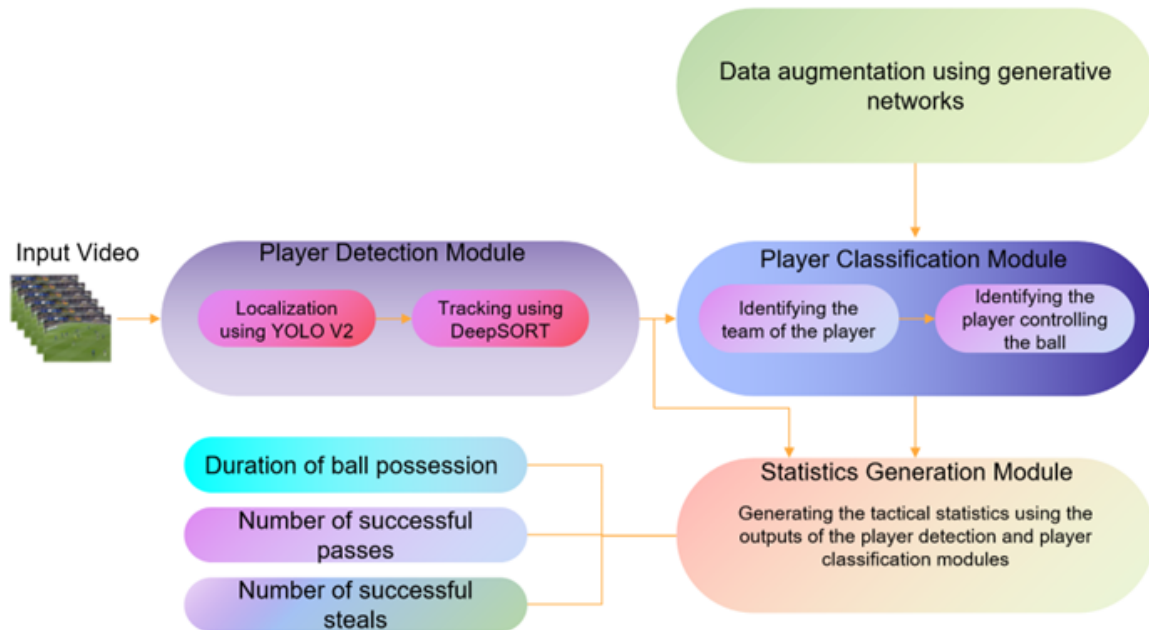 Data augmentation using generative
networks
Input Video
Player Detection Module
Localization
using YOLO V2
Tracking using
DeepSORT
Player Classification Module
Identifying the
team of the player
Identifying the
player controlling
the ball
Statistics Generation Module
Generating the tactical statistics using the
outputs of the player detection and player
classification modules
Duration of ball possession
Number of successful
passes
Number of successful
steals